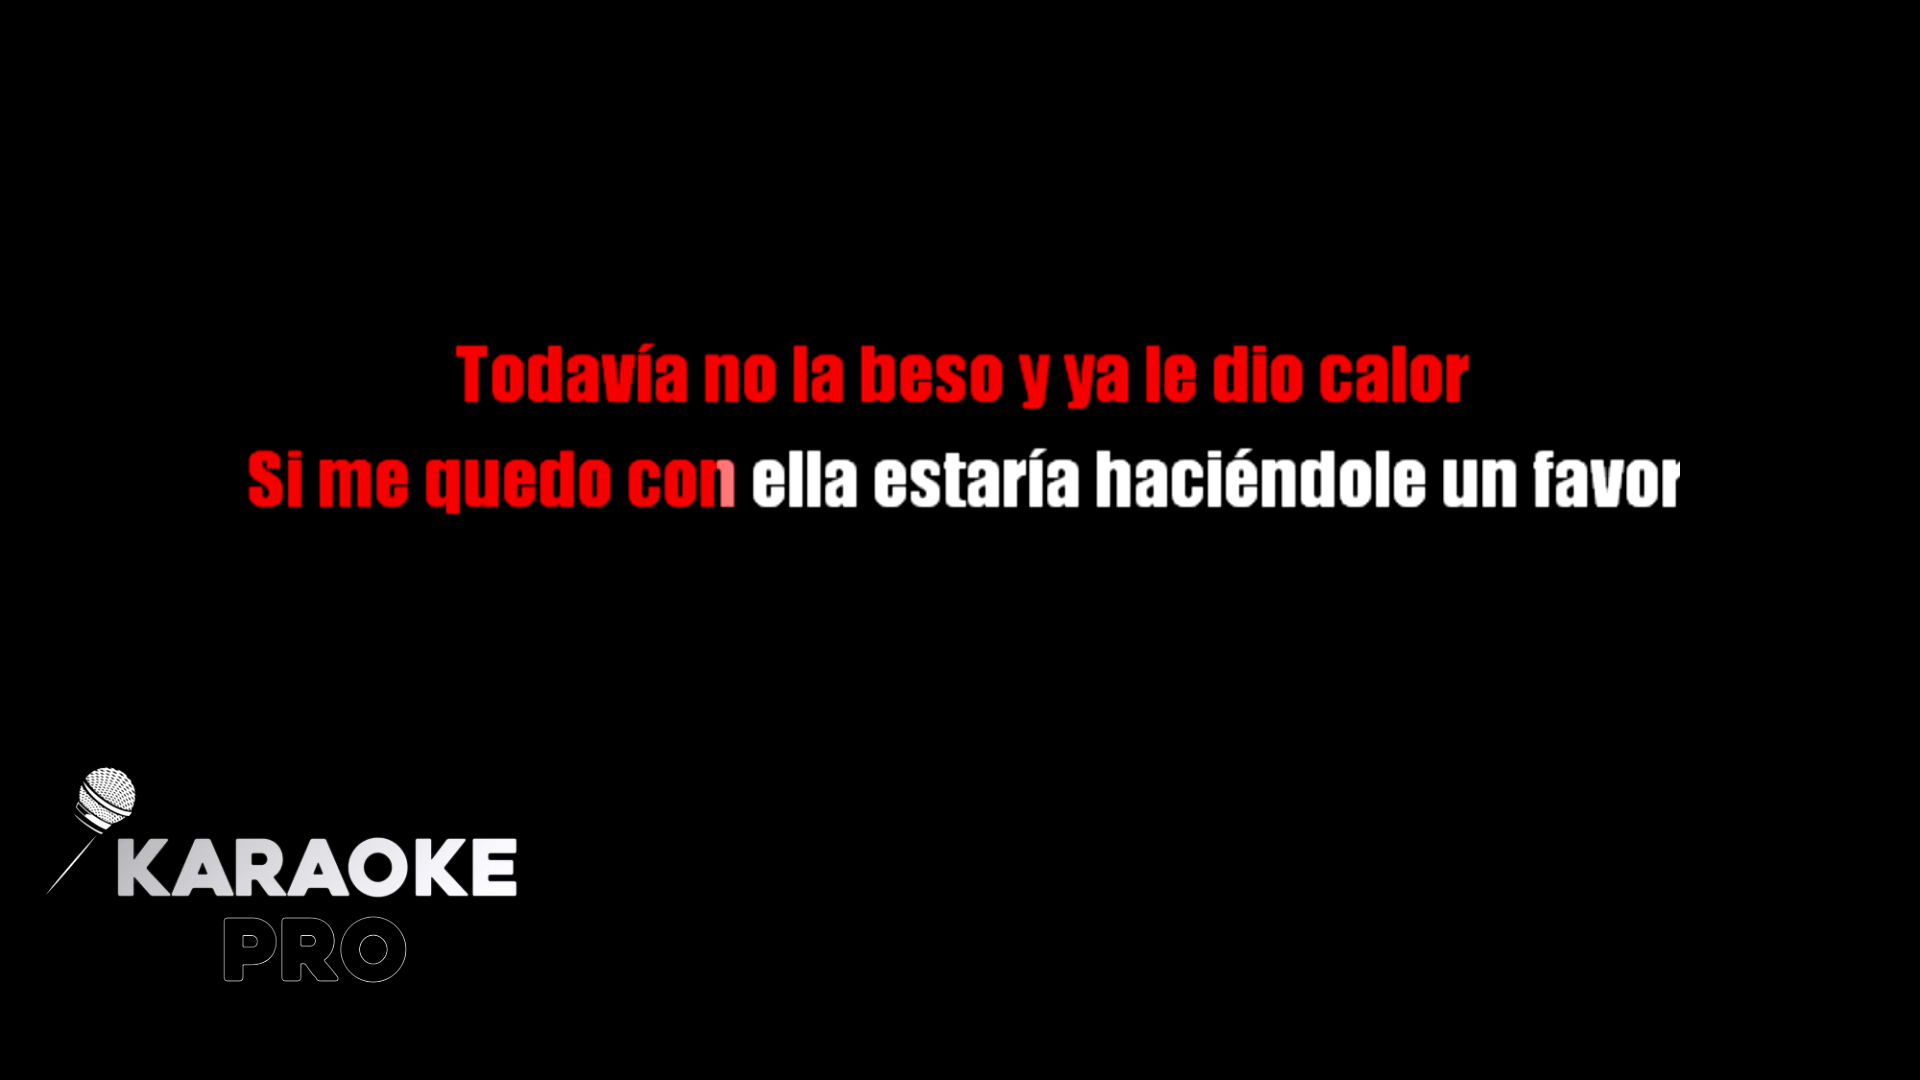 Todavía no la beso y ya le dio calor
Si me quedo con ella estaría haciéndole un favor
KARAOKE
PRO